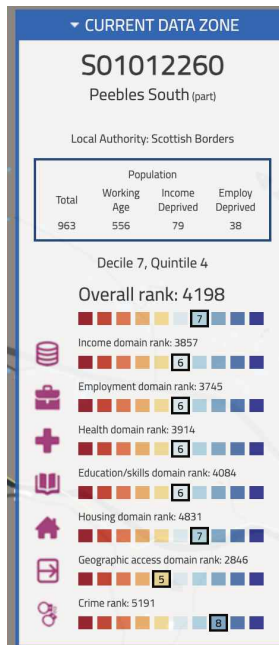 CURRENT DATA ZONE
S01012260
Peebles South (part)
Local Authority: Scottish Borders
Population
Total Working Age Income Deprived Employ Deprived
963 556 79 38
Decile 7, Quintile 4
Overall rank: 4198
7
Income domain rank: 3857
6
Employment domain rank: 3745
6
Health domain rank: 3914
6
Education/skills domain rank: 4084
6
Housing domain rank: 4831
7
Geographic access domain rank: 2846
5
Crime rank: 5191
8